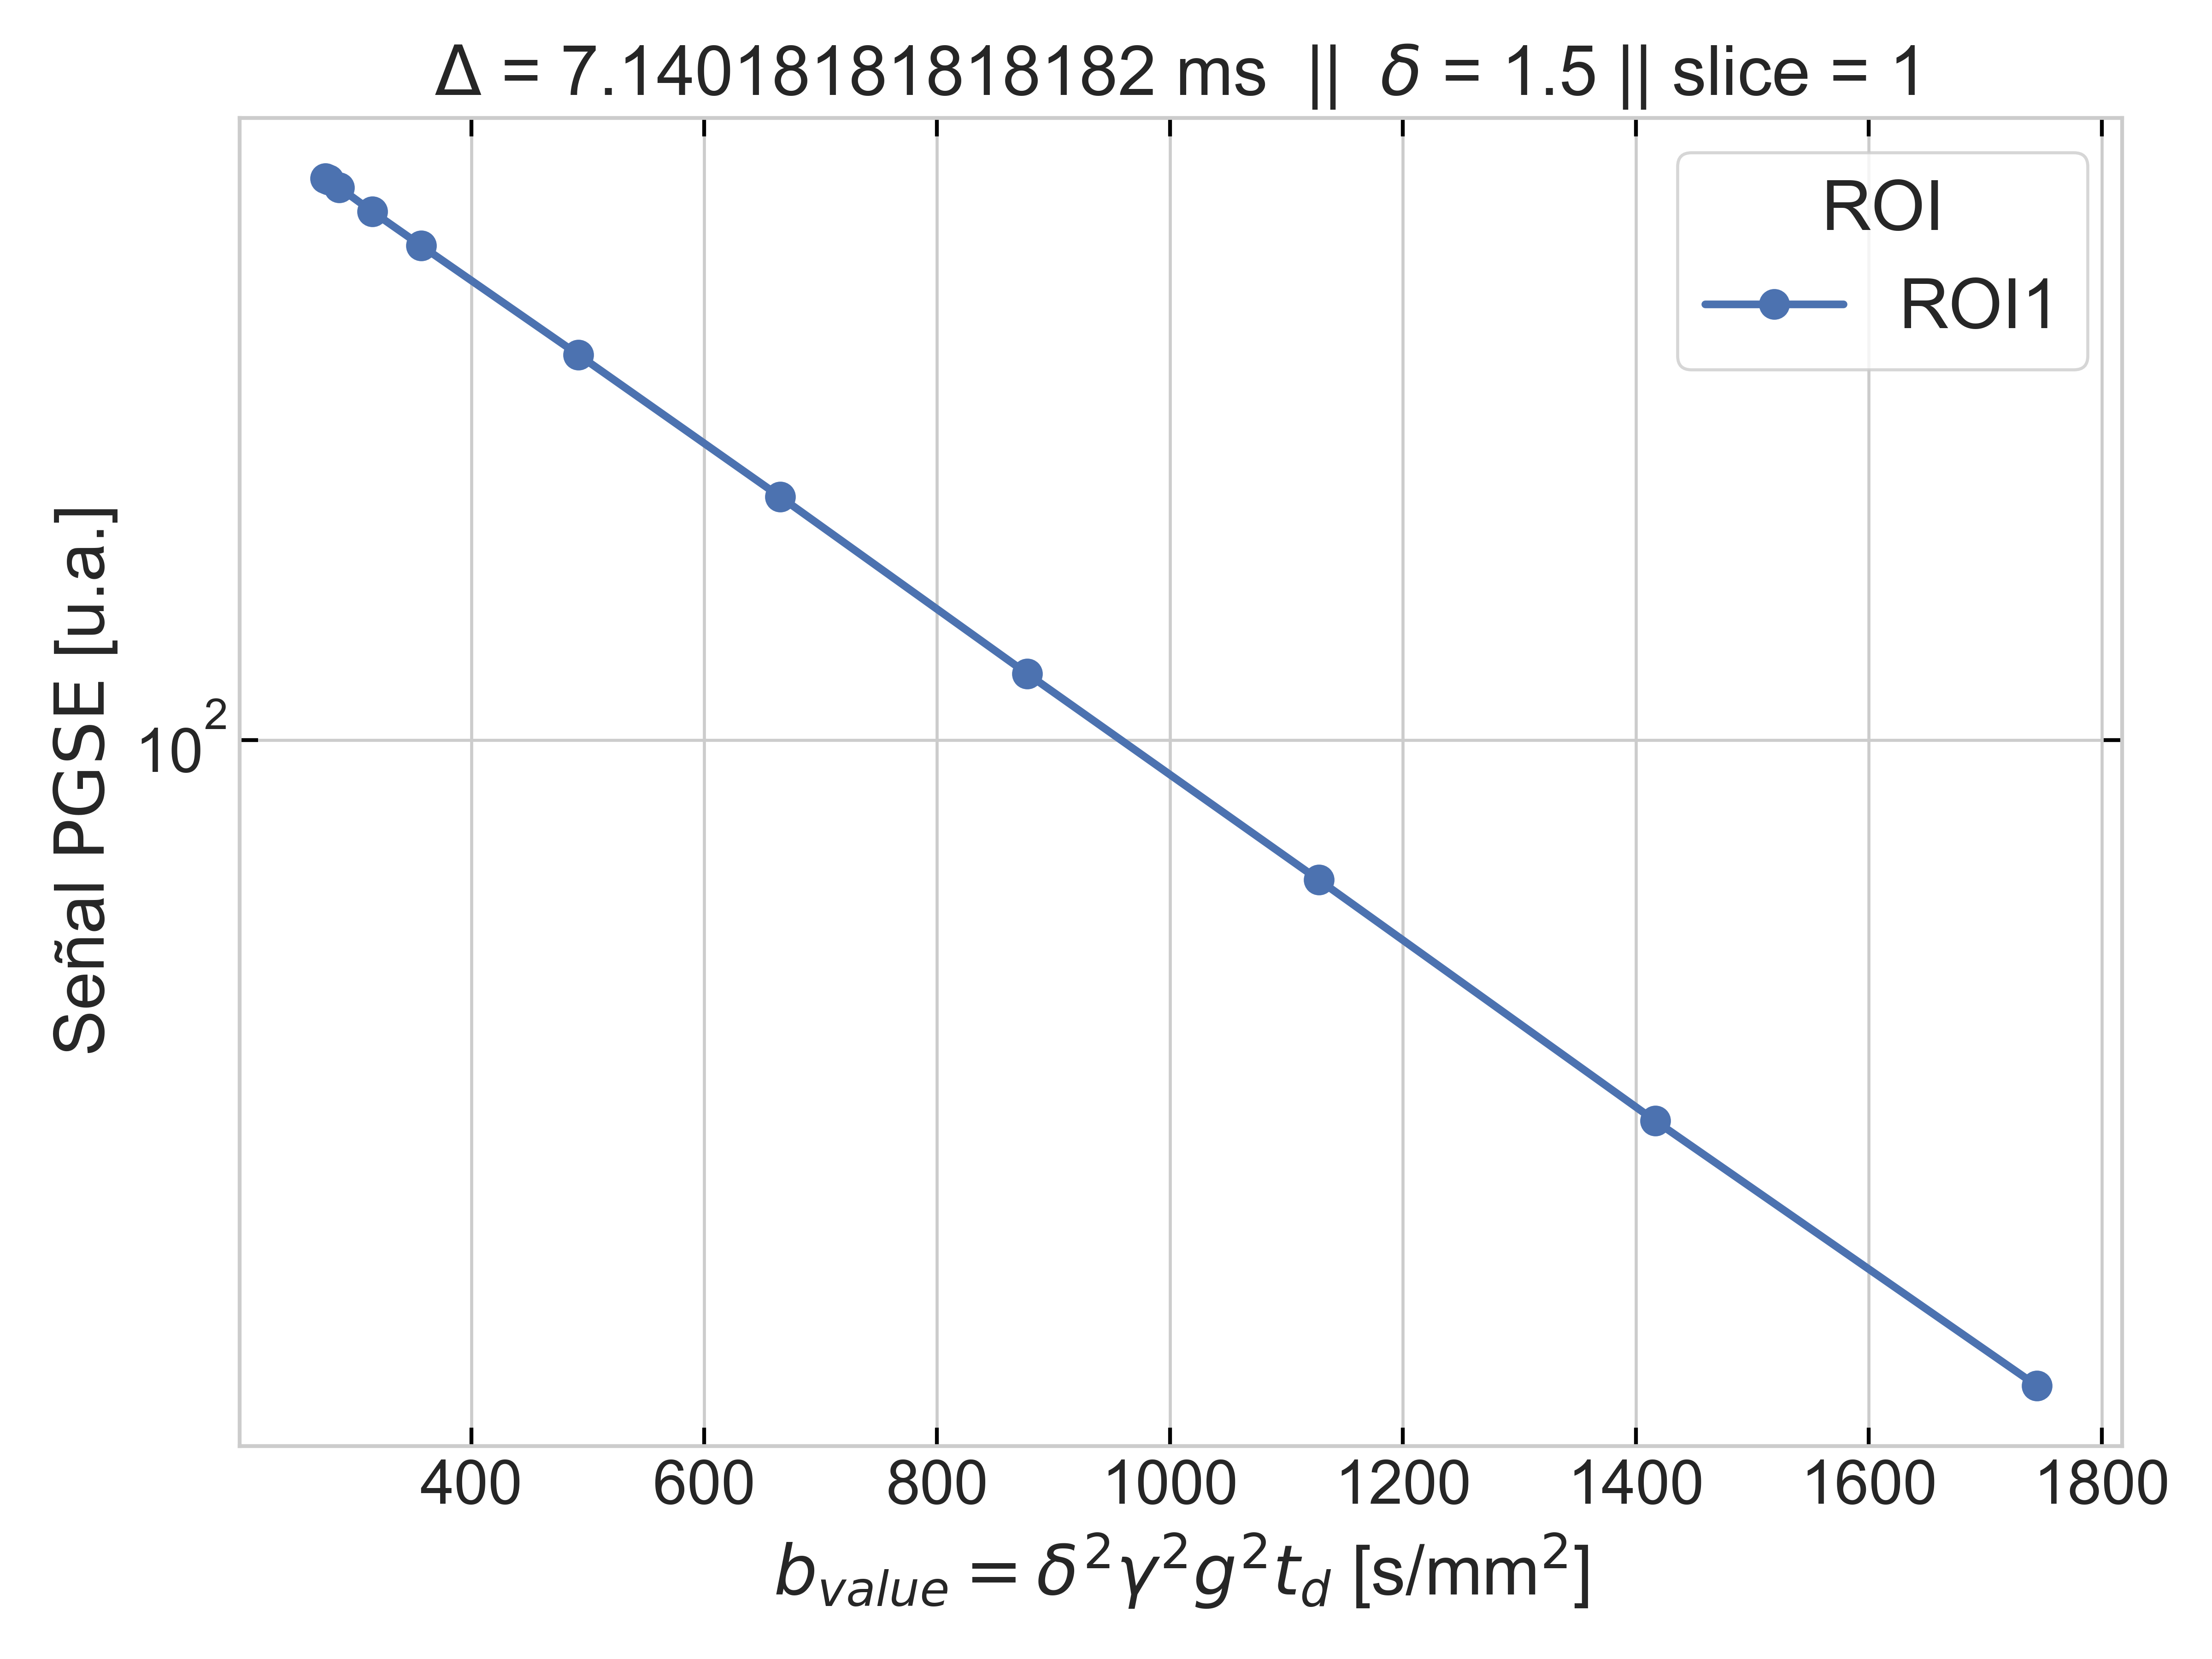 Δ = 7.140181818181818182 ms || δ = 1.5 || slice = 1
ROI
ROI1
Señal PGSE [u.a.]
10²
400 600 800 1000 1200 1400 1600 1800
b_value = δ²γ²g²t_d [s/mm²]